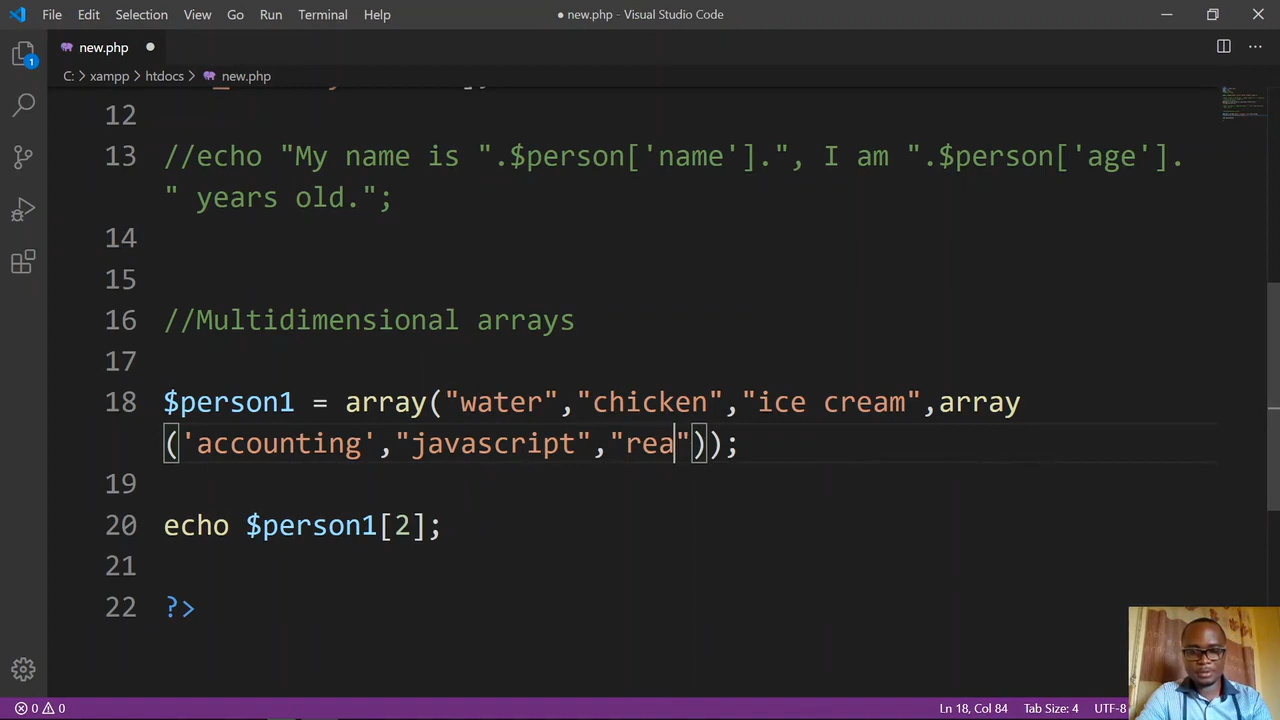 File Edit Selection View Go Run Terminal Help ● new.php - Visual Studio Code
new.php
C: > xampp > htdocs > new.php
1
12
13 //echo "My name is ".$person['name'].", I am ".$person['age'].
" years old.";
14
15
16 //Multidimensional arrays
17
18 $person1 = array("water","chicken","ice cream",array
('accounting',"javascript","rea"));
19
20 echo $person1[2];
21
22 ?>
0 0 Ln 18, Col 84 Tab Size: 4 UTF-8